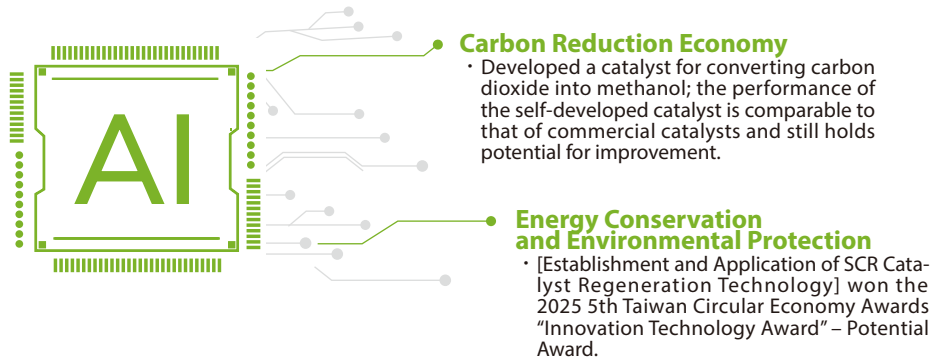 AI
Carbon Reduction Economy
· Developed a catalyst for converting carbon
dioxide into methanol; the performance of
the self-developed catalyst is comparable to
that of commercial catalysts and still holds
potential for improvement.
Energy Conservation
and Environmental Protection
· [Establishment and Application of SCR Cata-
lyst Regeneration Technology] won the
2025 5th Taiwan Circular Economy Awards
“Innovation Technology Award” – Potential
Award.